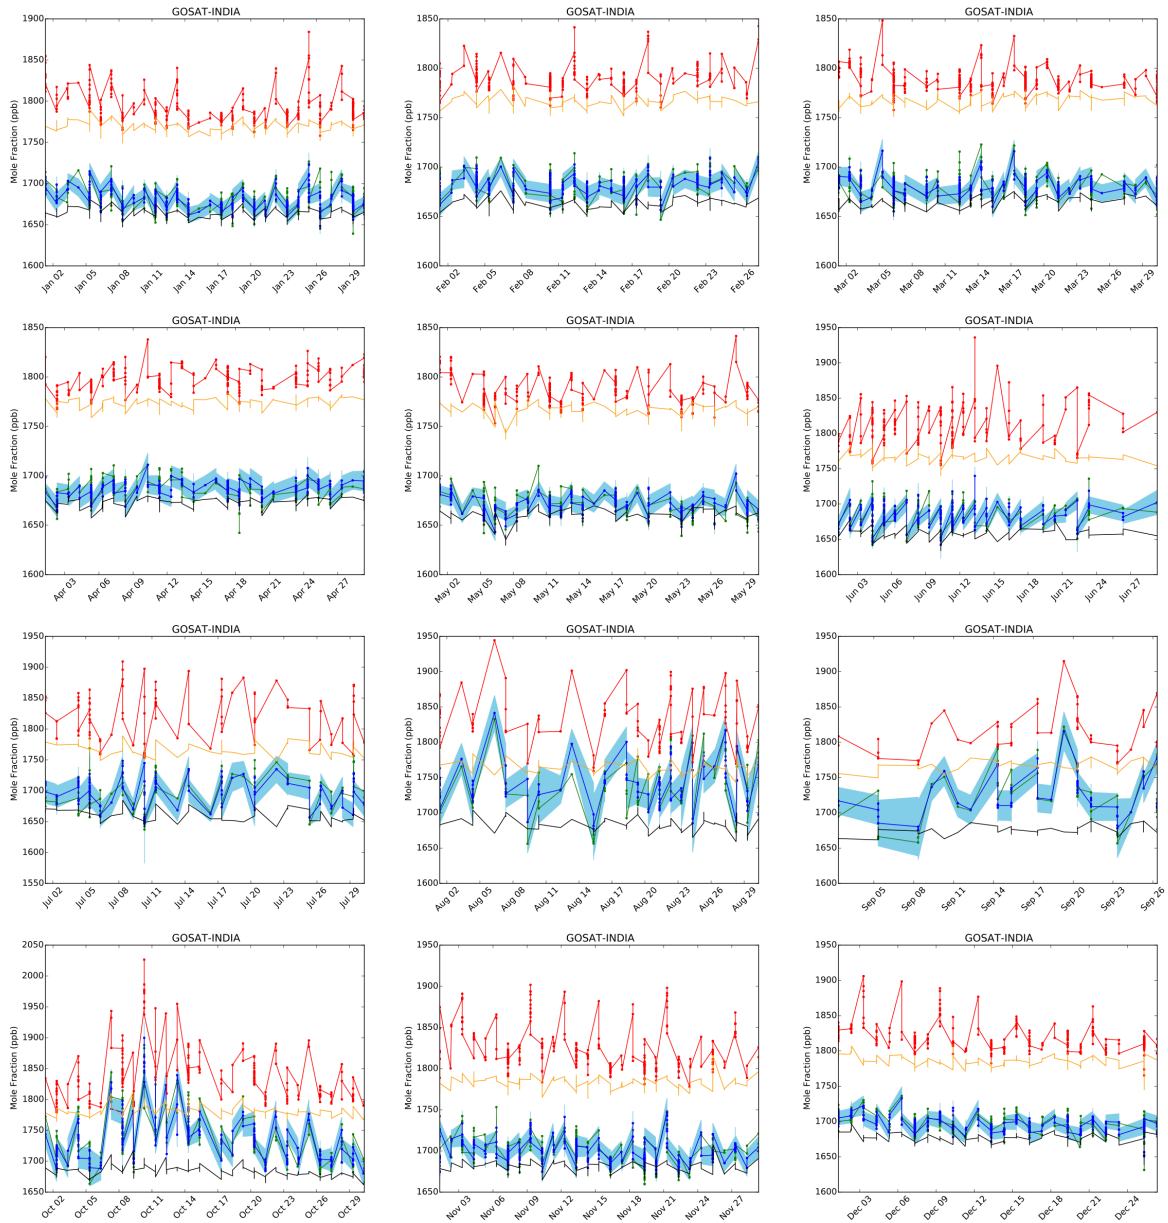 GOSAT-INDIA GOSAT-INDIA GOSAT-INDIA
Mole Fraction (ppb) Mole Fraction (ppb) Mole Fraction (ppb)
1900 1850 1850
1850 1800 1800
1800 1750 1750
1750 1700 1700
1700 1650 1650
1650 1600 1600
1600
Jan 02 Jan 05 Jan 08 Jan 11 Jan 14 Jan 17 Jan 20 Jan 23 Jan 26 Jan 29
Feb 02 Feb 05 Feb 08 Feb 11 Feb 14 Feb 17 Feb 20 Feb 23 Feb 26
Mar 02 Mar 05 Mar 08 Mar 11 Mar 14 Mar 17 Mar 20 Mar 23 Mar 26 Mar 29
GOSAT-INDIA GOSAT-INDIA GOSAT-INDIA
Mole Fraction (ppb) Mole Fraction (ppb) Mole Fraction (ppb)
1850 1850 1950
1800 1800 1900
1750 1750 1850
1700 1700 1800
1650 1650 1750
1600 1600 1700
1650
1600
Apr 03 Apr 06 Apr 09 Apr 12 Apr 15 Apr 18 Apr 21 Apr 24 Apr 27
May 02 May 05 May 08 May 11 May 14 May 17 May 20 May 23 May 26 May 29
Jun 03 Jun 06 Jun 09 Jun 12 Jun 15 Jun 18 Jun 21 Jun 24 Jun 27
GOSAT-INDIA GOSAT-INDIA GOSAT-INDIA
Mole Fraction (ppb) Mole Fraction (ppb) Mole Fraction (ppb)
1950 1950 1950
1900 1900 1900
1850 1850 1850
1800 1800 1800
1750 1750 1750
1700 1700 1700
1650 1650 1650
1600 1600 1600
1550
Jul 02 Jul 05 Jul 08 Jul 11 Jul 14 Jul 17 Jul 20 Jul 23 Jul 26 Jul 29
Aug 02 Aug 05 Aug 08 Aug 11 Aug 14 Aug 17 Aug 20 Aug 23 Aug 26 Aug 29
Sep 05 Sep 08 Sep 11 Sep 14 Sep 17 Sep 20 Sep 23 Sep 26
GOSAT-INDIA GOSAT-INDIA GOSAT-INDIA
Mole Fraction (ppb) Mole Fraction (ppb) Mole Fraction (ppb)
2050 1950 1950
2000 1900 1900
1950 1850 1850
1900 1800 1800
1850 1750 1750
1800 1700 1700
1750 1650 1650
1700 1600
1650
Oct 02 Oct 05 Oct 08 Oct 11 Oct 14 Oct 17 Oct 20 Oct 23 Oct 26 Oct 29
Nov 03 Nov 06 Nov 09 Nov 12 Nov 15 Nov 18 Nov 21 Nov 24 Nov 27
Dec 03 Dec 06 Dec 09 Dec 12 Dec 15 Dec 18 Dec 21 Dec 24